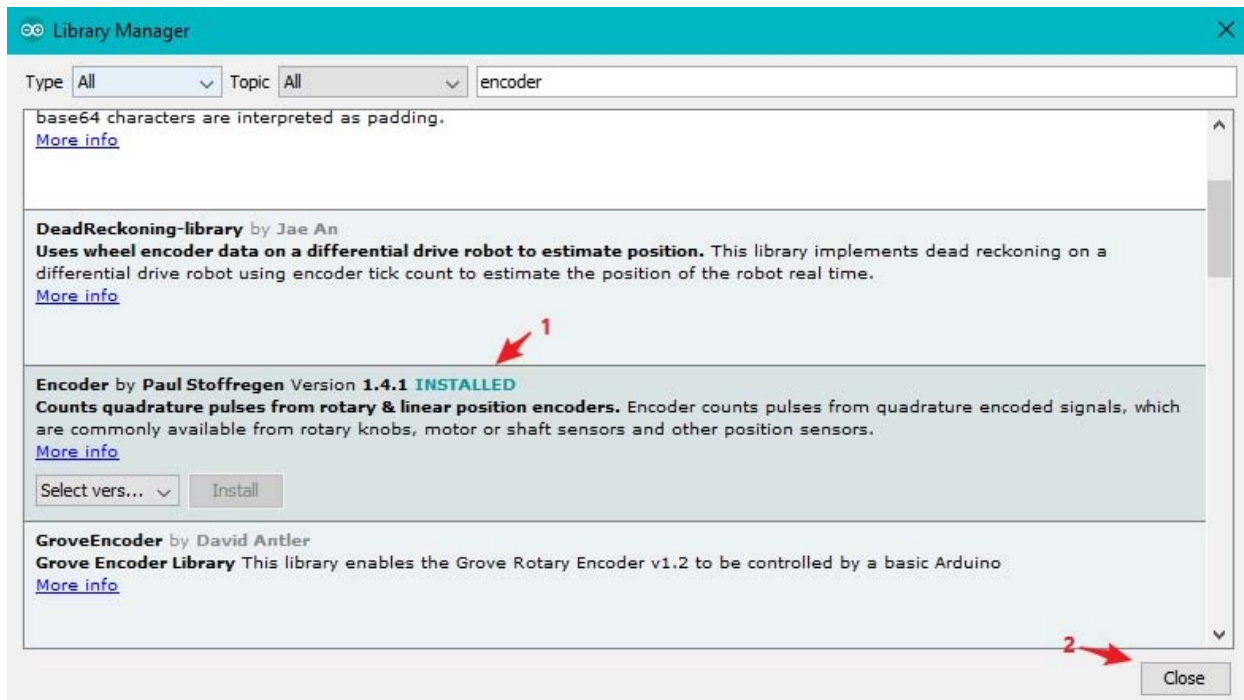 Library Manager
Type All Topic All encoder
base64 characters are interpreted as padding.
More info
DeadReckoning-library by Jae An
Uses wheel encoder data on a differential drive robot to estimate position. This library implements dead reckoning on a
differential drive robot using encoder tick count to estimate the position of the robot real time.
More info
1
Encoder by Paul Stoffregen Version 1.4.1 INSTALLED
Counts quadrature pulses from rotary & linear position encoders. Encoder counts pulses from quadrature encoded signals, which
are commonly available from rotary knobs, motor or shaft sensors and other position sensors.
More info
Select vers... Install
GroveEncoder by David Antler
Grove Encoder Library This library enables the Grove Rotary Encoder v1.2 to be controlled by a basic Arduino
More info
2
Close